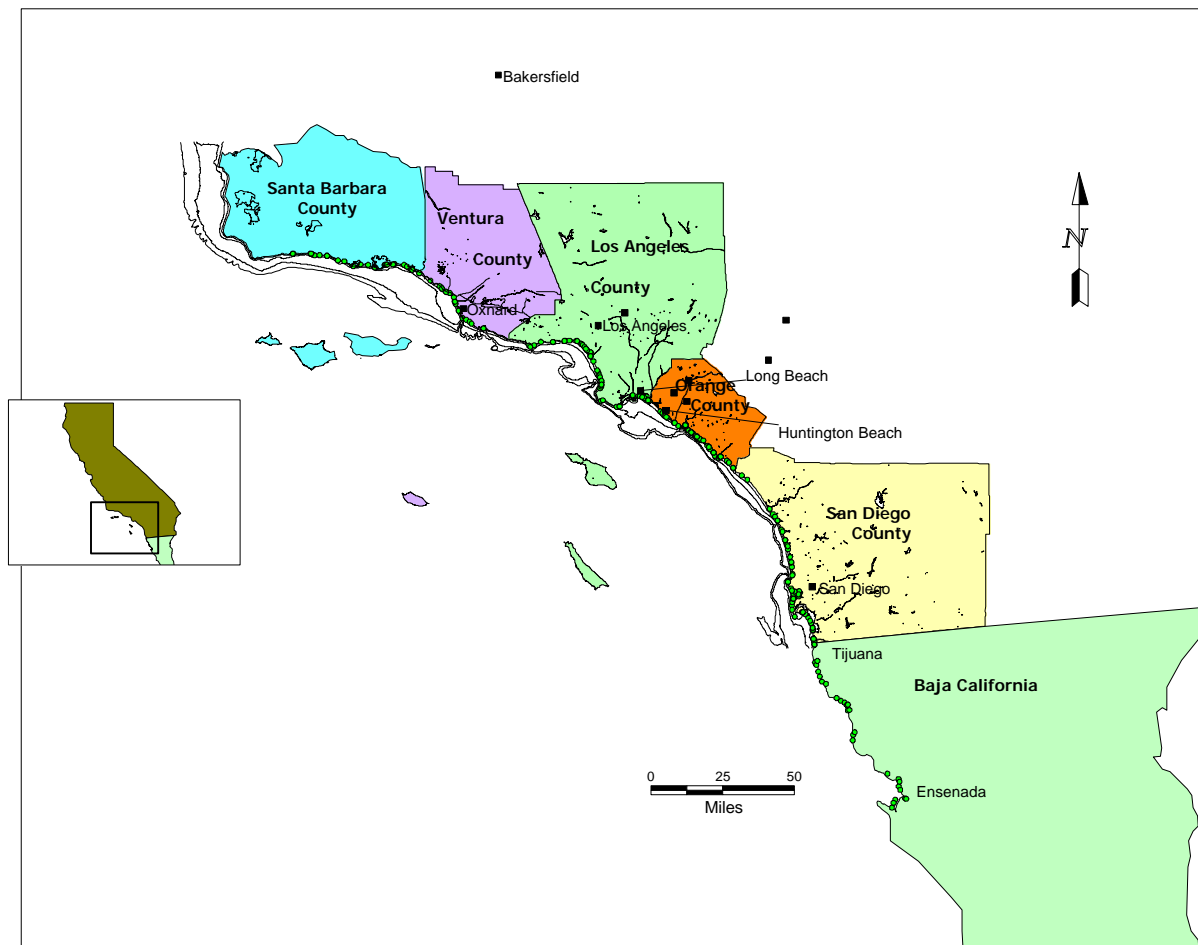 Bakersfield
Santa Barbara
County
Ventura
County
Los Angeles
County
N
Oxnard
Los Angeles
Long Beach
Orange
County
Huntington Beach
San Diego
County
San Diego
Tijuana
Baja California
0 25 50
Miles
Ensenada